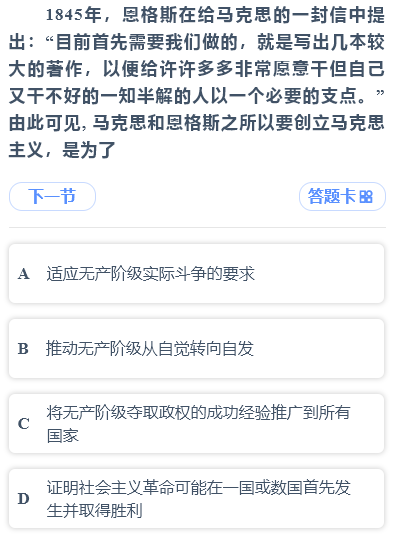 1845年，恩格斯在给马克思的一封信中提
出：“目前首先需要我们做的，就是写出几本较
大的著作，以便给许许多多非常愿意干但自己
又干不好的一知半解的人以一个必要的支点。”
由此可见, 马克思和恩格斯之所以要创立马克思
主义，是为了
下一节
答题卡
A 适应无产阶级实际斗争的要求
B 推动无产阶级从自觉转向自发
C 将无产阶级夺取政权的成功经验推广到所有
国家
D 证明社会主义革命可能在一国或数国首先发
生并取得胜利